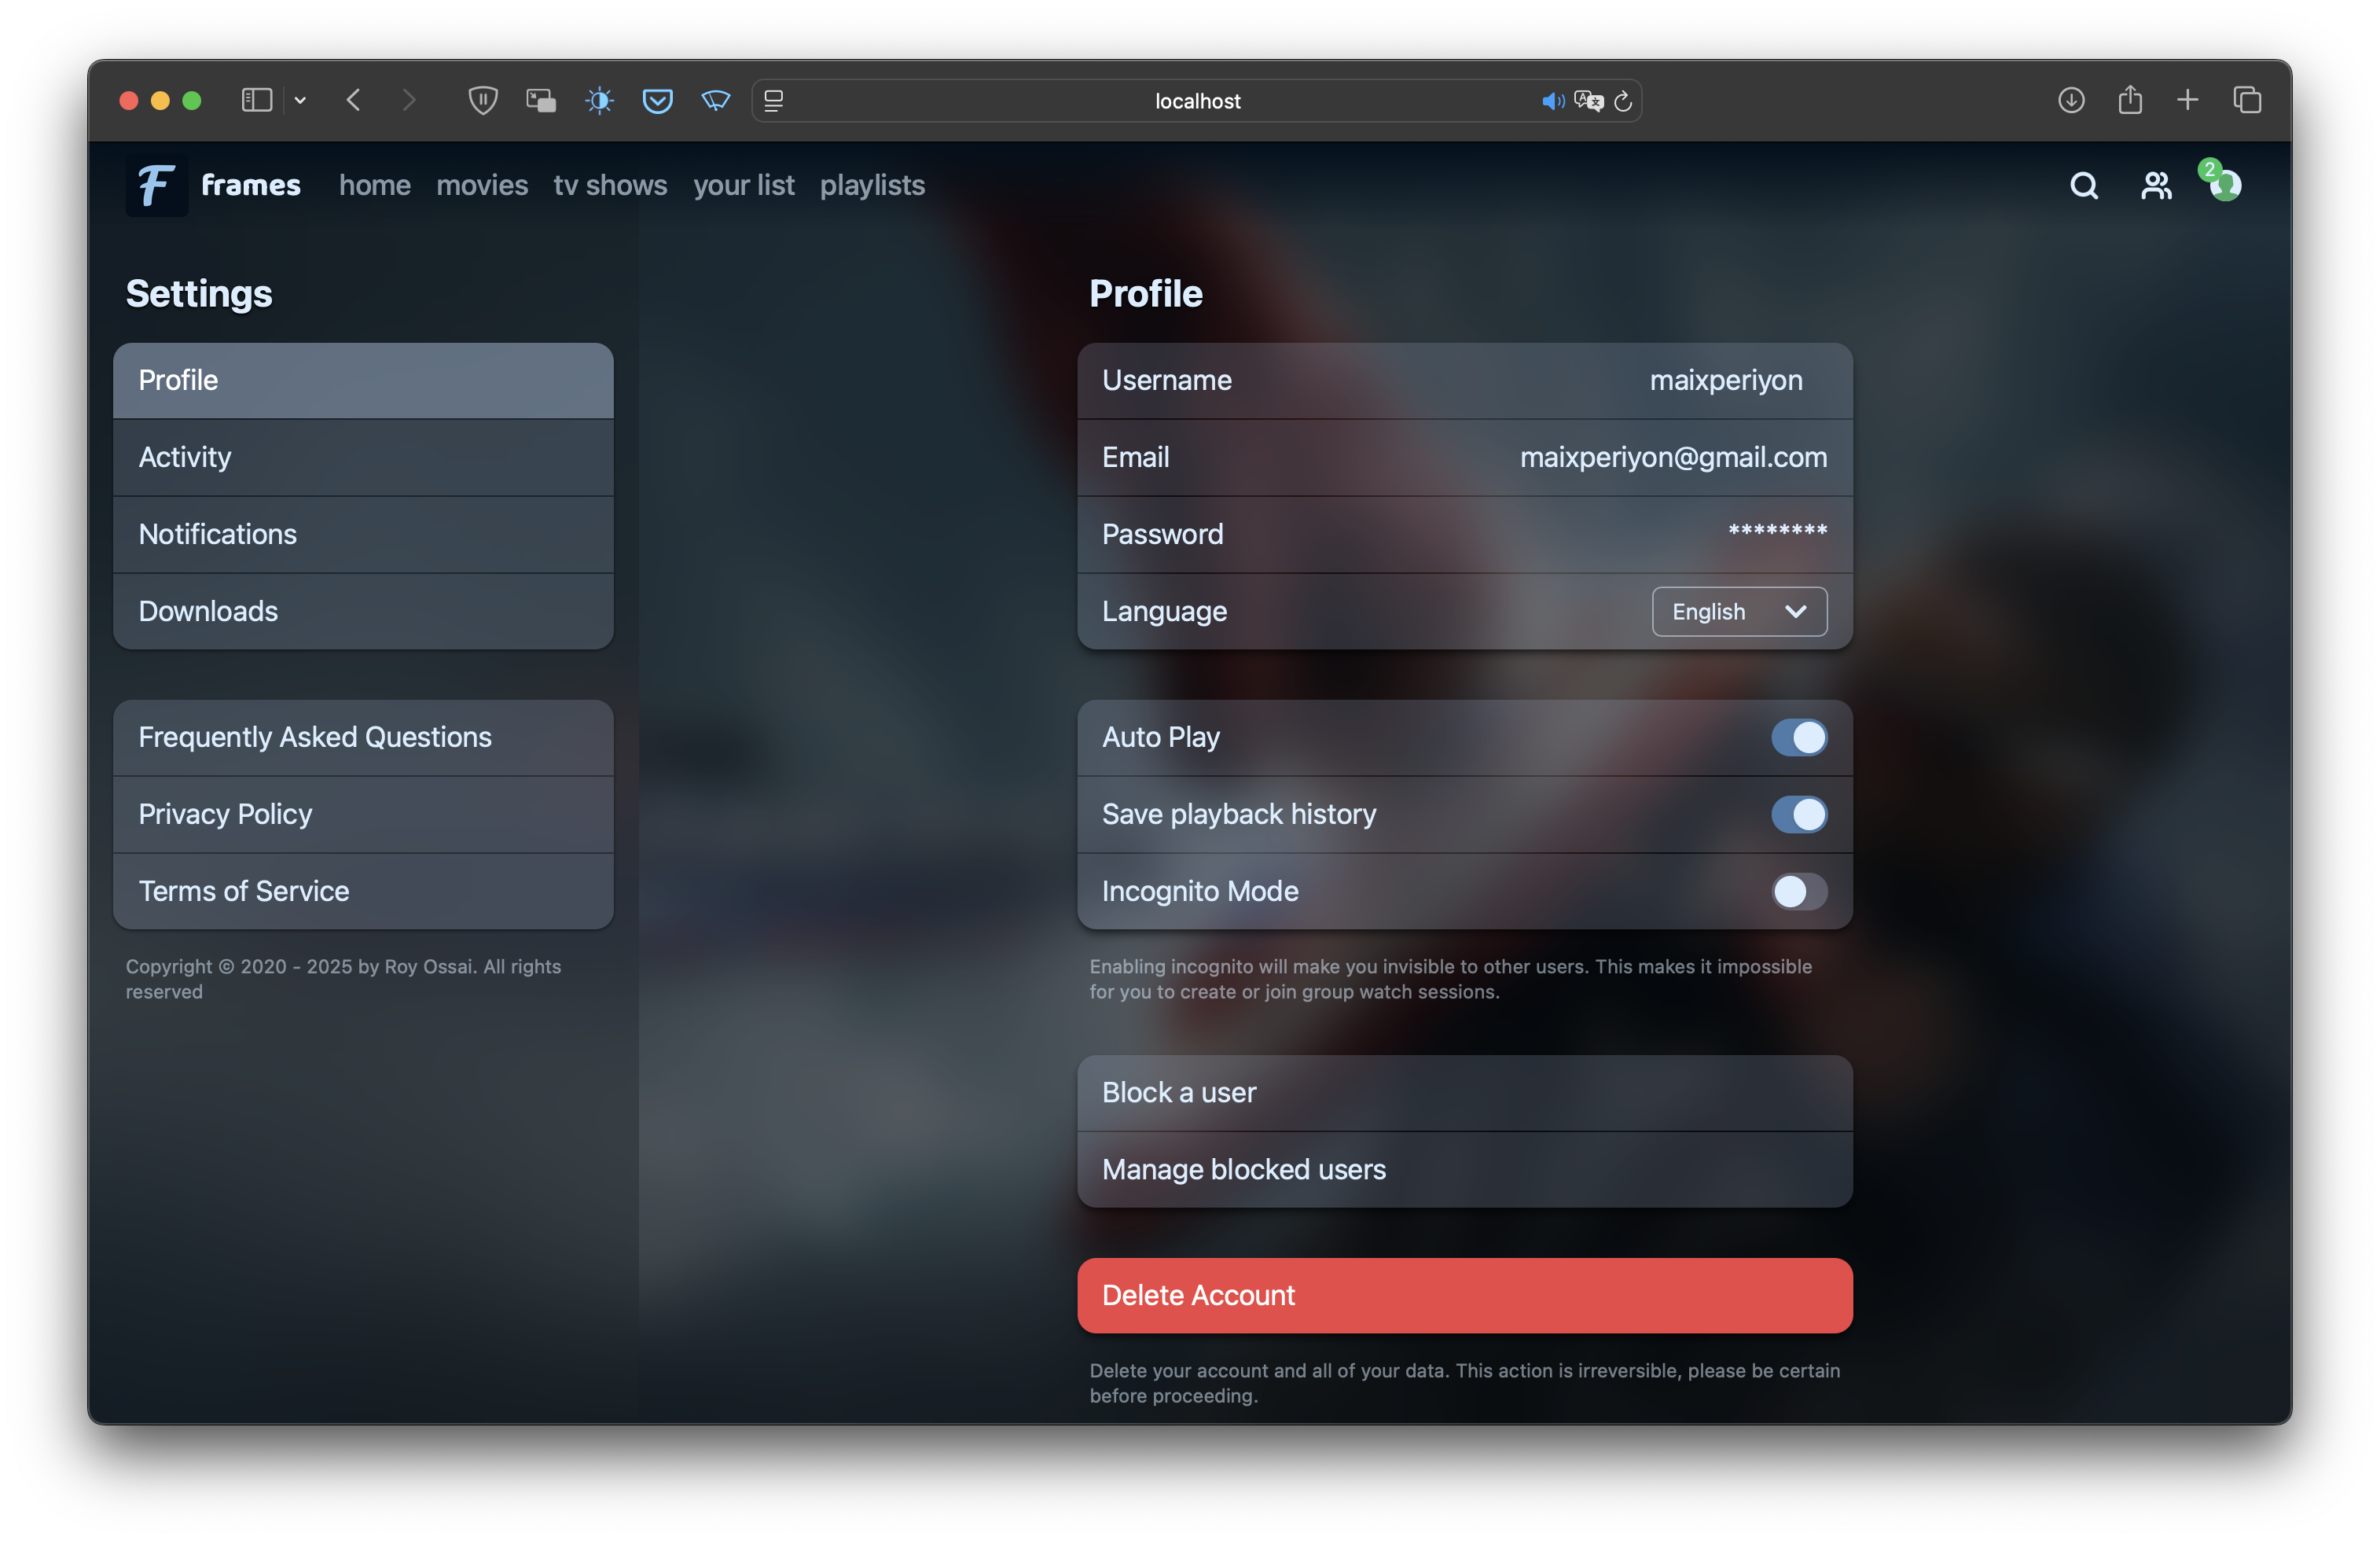 localhost
F frames home movies tv shows your list playlists
2
Settings
Profile
Activity
Notifications
Downloads
Frequently Asked Questions
Privacy Policy
Terms of Service
Copyright © 2020 - 2025 by Roy Ossai. All rights
reserved
Profile
Username maixperiyon
Email maixperiyon@gmail.com
Password ********
Language English
Auto Play
Save playback history
Incognito Mode
Enabling incognito will make you invisible to other users. This makes it impossible
for you to create or join group watch sessions.
Block a user
Manage blocked users
Delete Account
Delete your account and all of your data. This action is irreversible, please be certain
before proceeding.